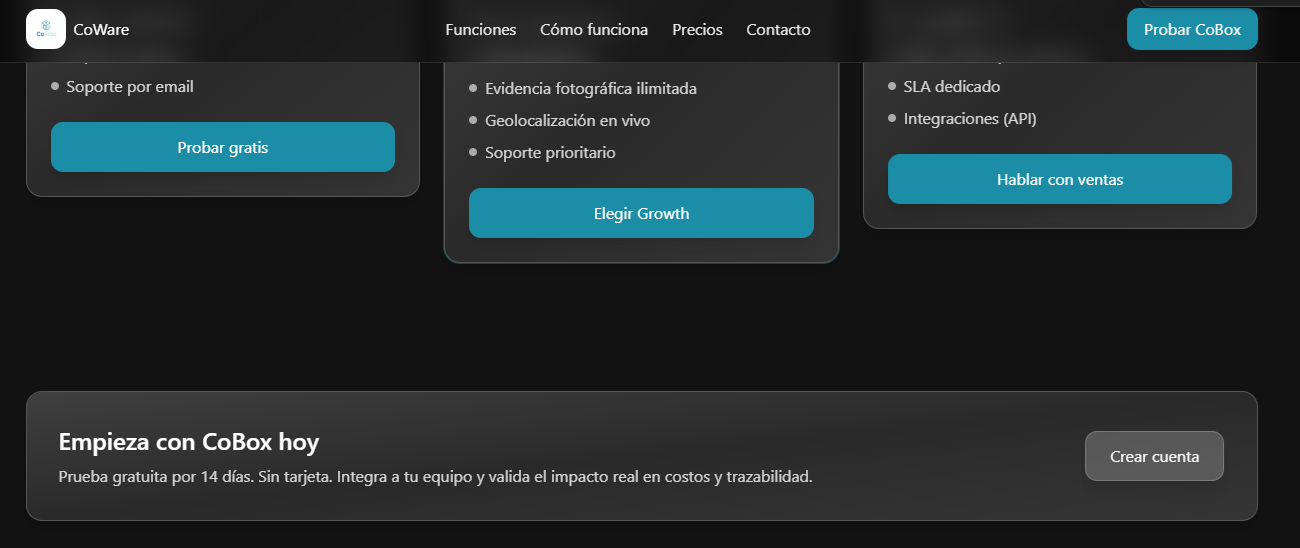 CoWare
Funciones
Cómo funciona
Precios
Contacto
Probar CoBox
Soporte por email
Probar gratis
Evidencia fotográfica ilimitada
Geolocalización en vivo
Soporte prioritario
Elegir Growth
SLA dedicado
Integraciones (API)
Hablar con ventas
Empieza con CoBox hoy
Prueba gratuita por 14 días. Sin tarjeta. Integra a tu equipo y valida el impacto real en costos y trazabilidad.
Crear cuenta